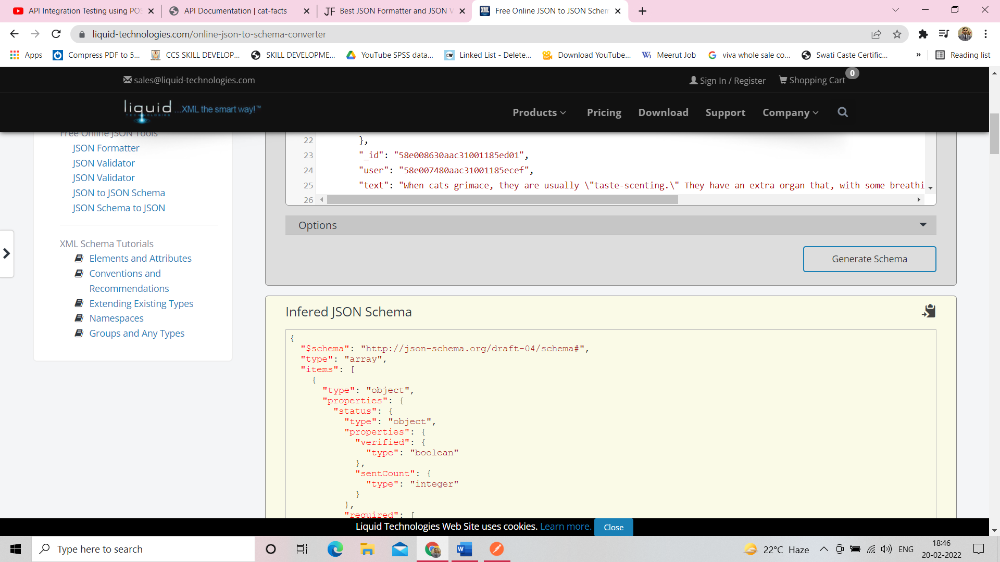 API Integration Testing using POS
API Documentation | cat-facts
JF Best JSON Formatter and JSON V
XML Free Online JSON to JSON Schem
liquid-technologies.com/online-json-to-schema-converter
Apps
Compress PDF to 5...
CCS SKILL DEVELOP...
SKILL DEVELOPME...
YouTube SPSS data...
cw Linked List - Delete...
Download YouTube...
Meerut Job
viva whole sale co...
Swati Caste Certific...
»
Reading list
sales@liquid-technologies.com
Sign In / Register
Shopping Cart
0
liquid
TECHNOLOGIES
...XML the smart way!™
Products
Pricing
Download
Support
Company
Free Online JSON Tools
JSON Formatter
JSON Validator
JSON Validator
JSON to JSON Schema
JSON Schema to JSON
XML Schema Tutorials
Elements and Attributes
Conventions and
Recommendations
Extending Existing Types
Namespaces
Groups and Any Types
22 },
23 "_id": "58e008630aac31001185ed01",
24 "user": "58e007480aac31001185ecef",
25 "text": "When cats grimace, they are usually \"taste-scenting.\" They have an extra organ that, with some breathi
26
Options
Generate Schema
Infered JSON Schema
{
"$schema": "http://json-schema.org/draft-04/schema#",
"type": "array",
"items": [
{
"type": "object",
"properties": {
"status": {
"type": "object",
"properties": {
"verified": {
"type": "boolean"
},
"sentCount": {
"type": "integer"
}
},
"required": [
Liquid Technologies Web Site uses cookies. Learn more.
Close
Type here to search
W
22°C Haze
ENG
18:46
20-02-2022